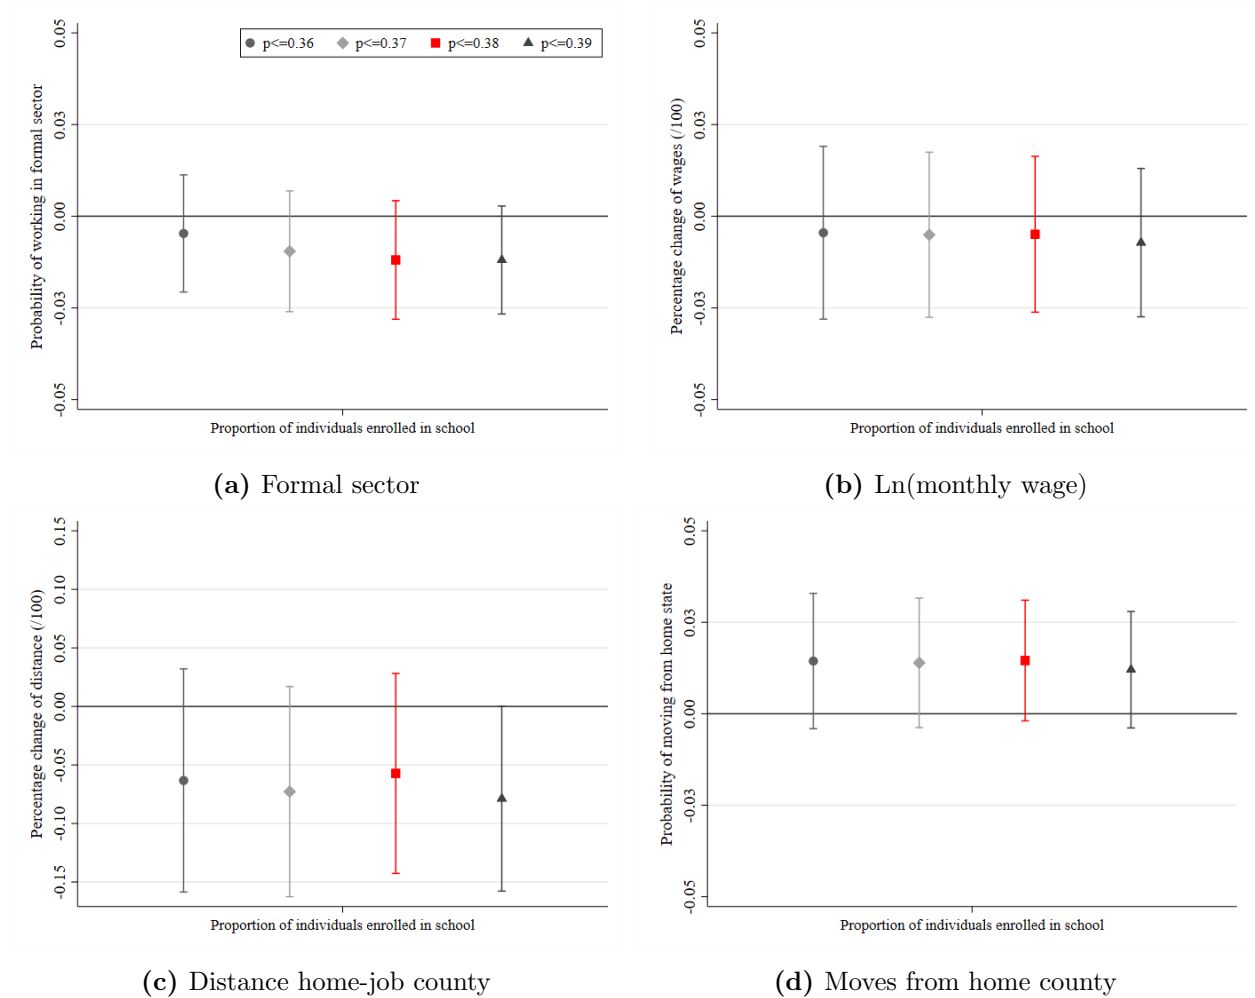 p<=0.36 p<=0.37 p<=0.38 p<=0.39
Probability of working in formal sector
0.05
0.03
0.00
-0.03
-0.05
Proportion of individuals enrolled in school
(a) Formal sector
Percentage change of wages (/100)
0.05
0.03
0.00
-0.03
-0.05
Proportion of individuals enrolled in school
(b) Ln(monthly wage)
Percentage change of distance (/100)
0.15
0.10
0.05
0.00
-0.05
-0.10
-0.15
Proportion of individuals enrolled in school
(c) Distance home-job county
Probability of moving from home state
0.05
0.03
0.00
-0.03
-0.05
Proportion of individuals enrolled in school
(d) Moves from home county